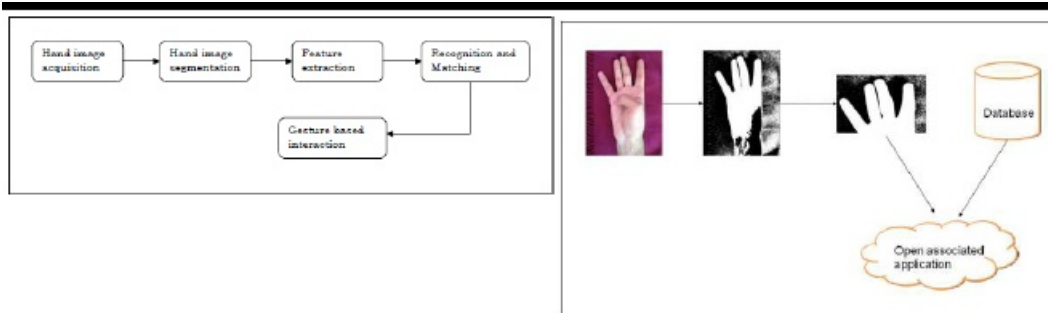 Hand image
acquisition
Hand image
segmentation
Feature
extraction
Recognition and
Matching
Gesture based
interaction
Database
Open associated
application